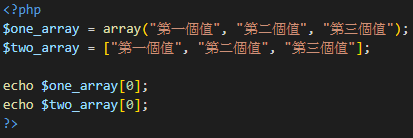 <?php
$one_array = array("第一個值", "第二個值", "第三個值");
$two_array = ["第一個值", "第二個值", "第三個值"];
echo $one_array[0];
echo $two_array[0];
?>